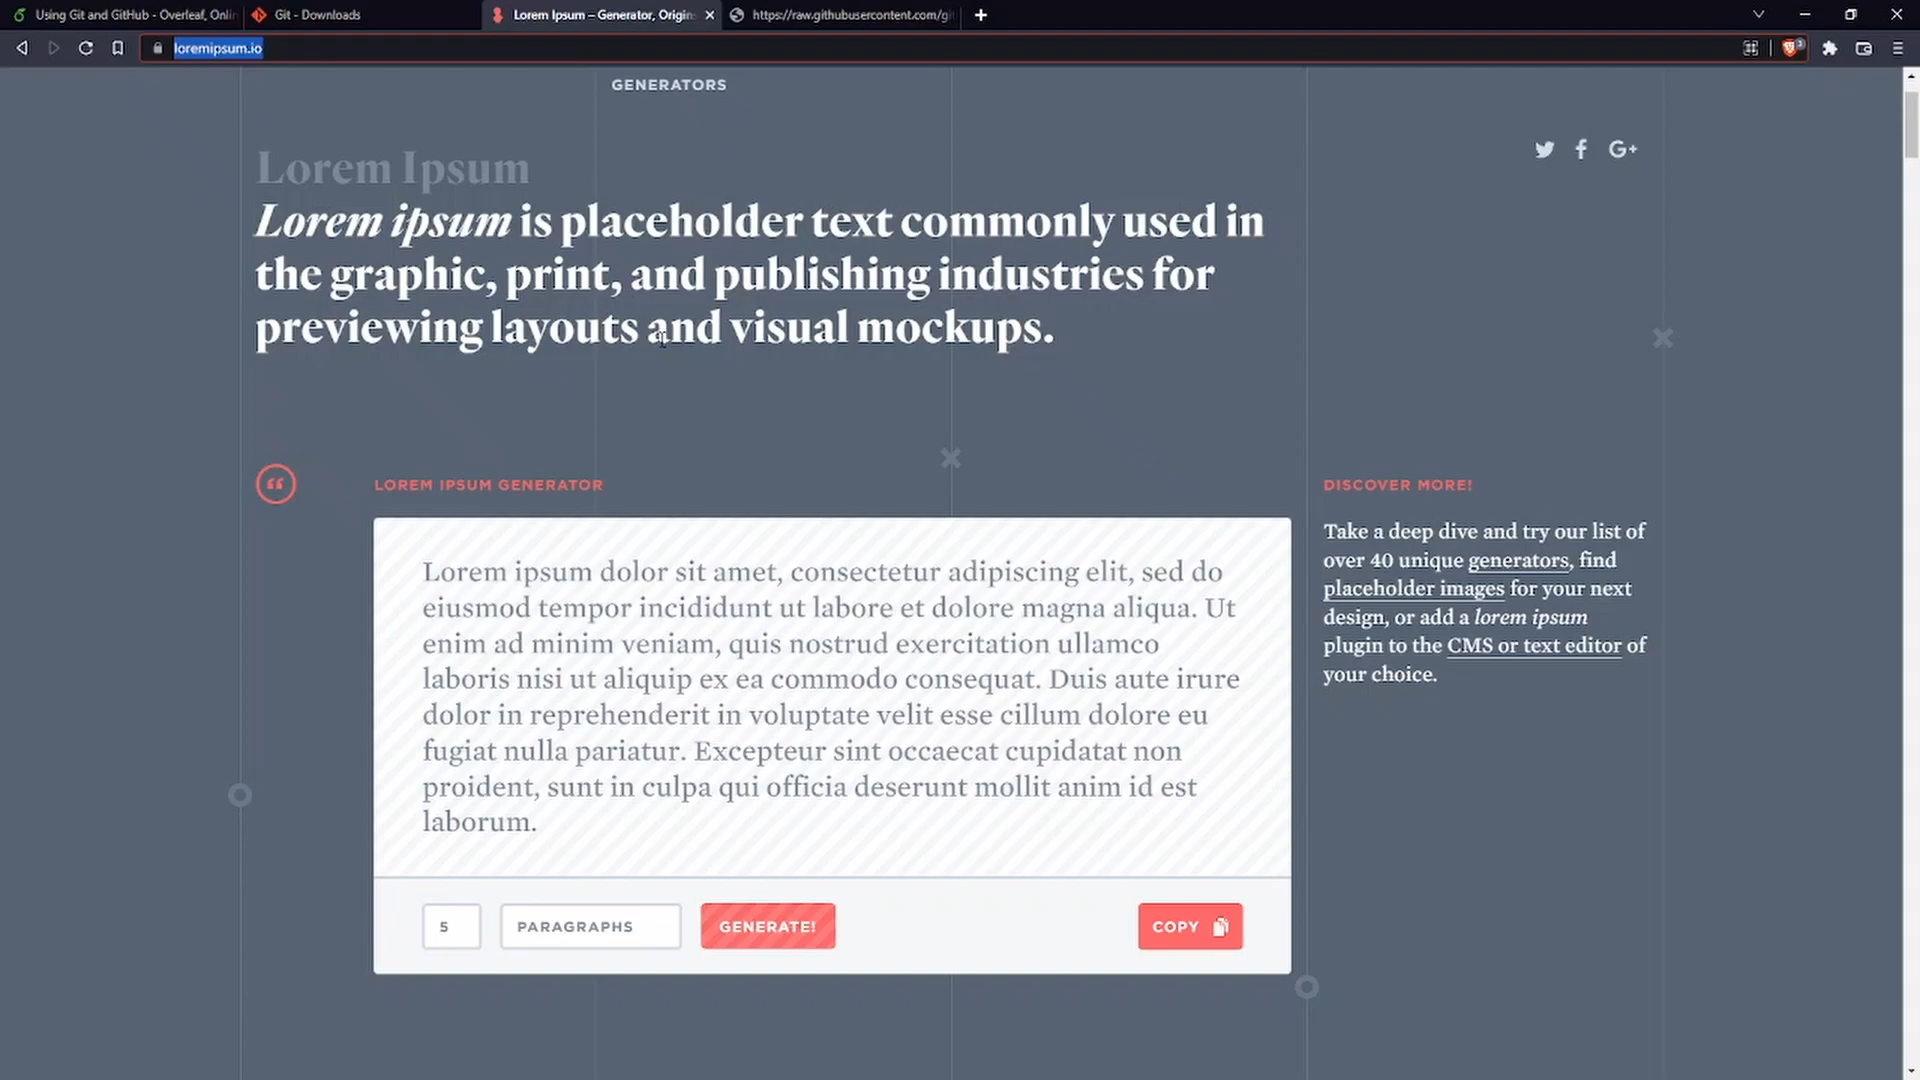 Using Git and GitHub - Overleaf, Onli
Git - Downloads
Lorem Ipsum – Generator, Origins
https://raw.githubusercontent.com/gi
loremipsum.io
GENERATORS
Lorem Ipsum
Lorem ipsum is placeholder text commonly used in
the graphic, print, and publishing industries for
previewing layouts and visual mockups.
LOREM IPSUM GENERATOR
Lorem ipsum dolor sit amet, consectetur adipiscing elit, sed do
eiusmod tempor incididunt ut labore et dolore magna aliqua. Ut
enim ad minim veniam, quis nostrud exercitation ullamco
laboris nisi ut aliquip ex ea commodo consequat. Duis aute irure
dolor in reprehenderit in voluptate velit esse cillum dolore eu
fugiat nulla pariatur. Excepteur sint occaecat cupidatat non
proident, sunt in culpa qui officia deserunt mollit anim id est
laborum.
5
PARAGRAPHS
GENERATE!
COPY
DISCOVER MORE!
Take a deep dive and try our list of
over 40 unique generators, find
placeholder images for your next
design, or add a lorem ipsum
plugin to the CMS or text editor of
your choice.